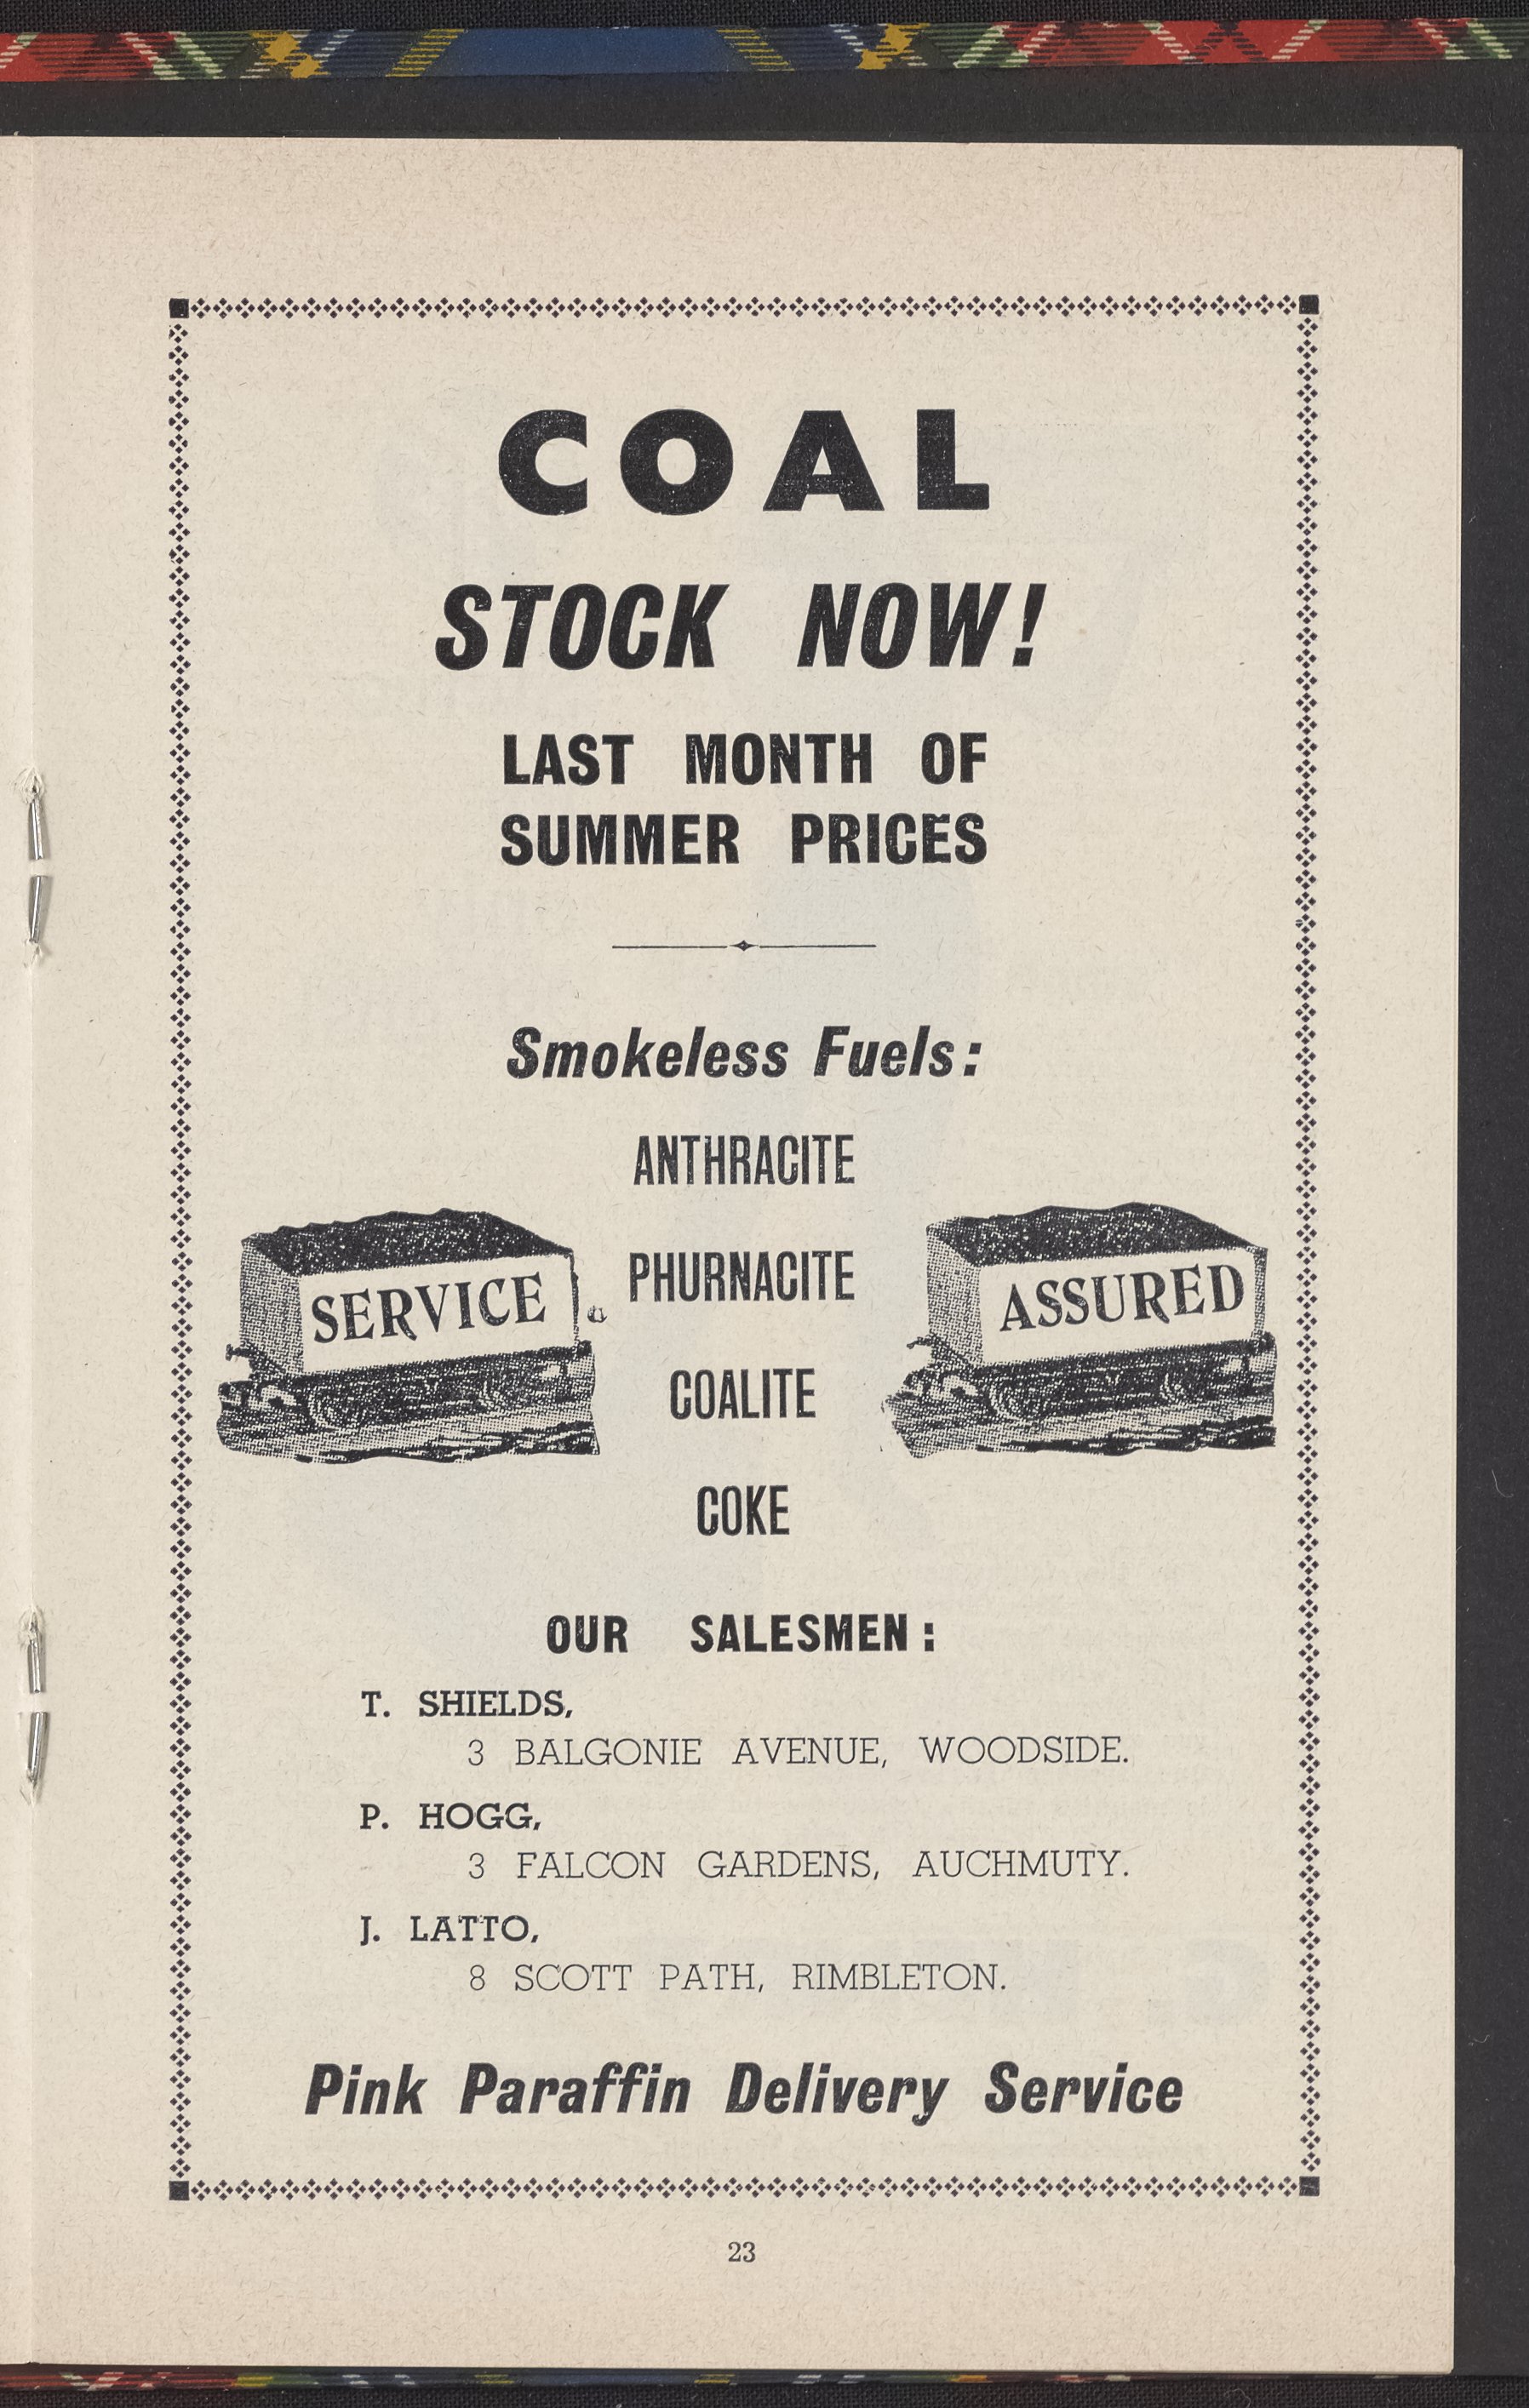 COAL
STOCK NOW!
LAST MONTH OF
SUMMER PRICES
Smokeless Fuels:
ANTHRACITE
PHURNACITE
SERVICE
ASSURED
COALITE
COKE
OUR SALESMEN:
T. SHIELDS,
3 BALGONIE AVENUE, WOODSIDE.
P. HOGG,
3 FALCON GARDENS, AUCHMUTY.
J. LATTO,
8 SCOTT PATH, RIMBLETON.
Pink Paraffin Delivery Service
23